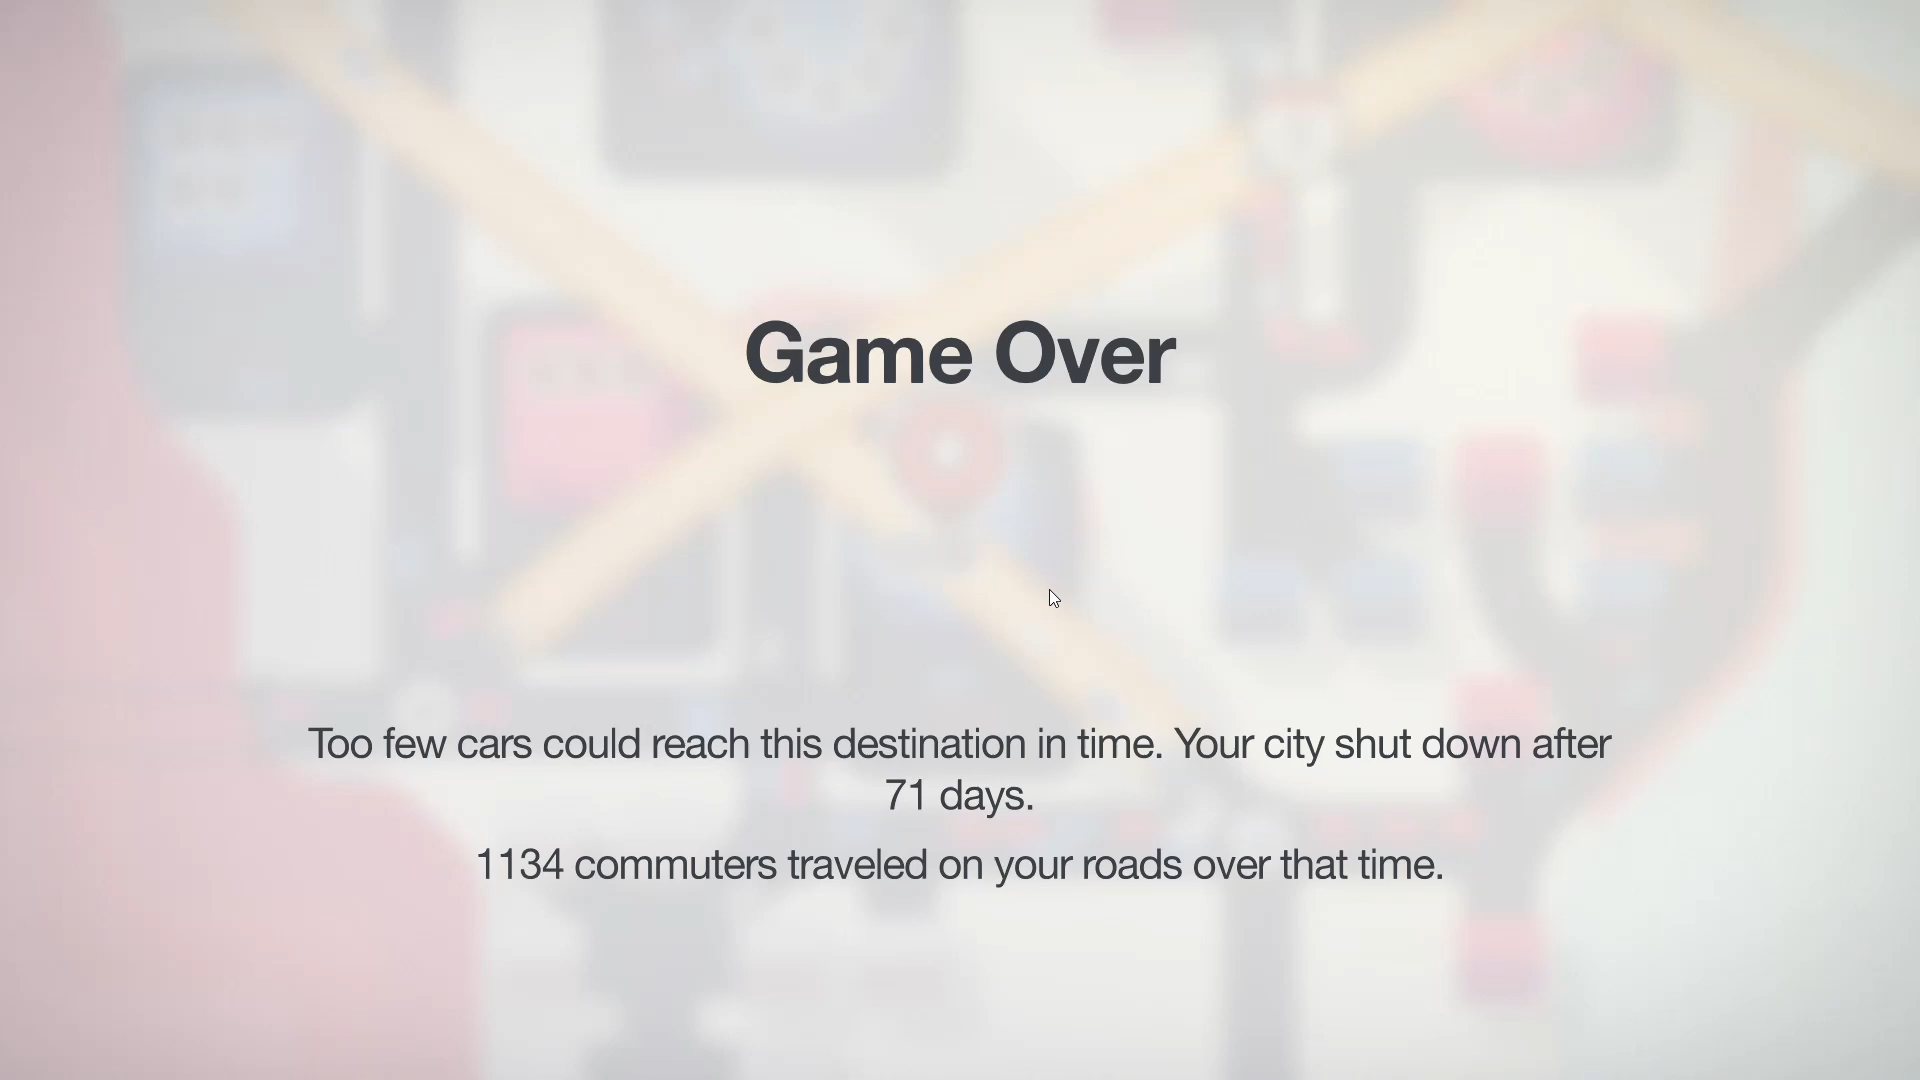 Game Over
Too few cars could reach this destination in time. Your city shut down after
71 days.
1134 commuters traveled on your roads over that time.